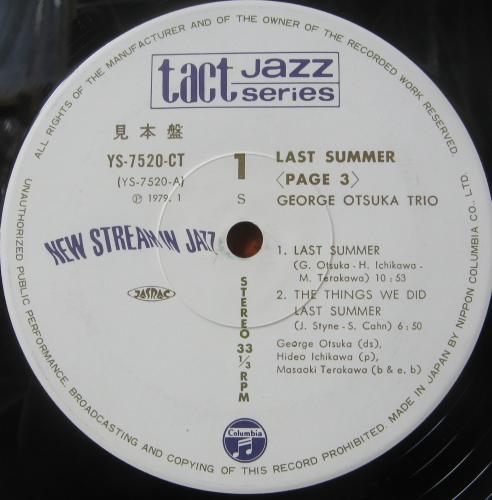 ALL RIGHTS OF THE MANUFACTURER AND OF THE OWNER OF THE RECORDED WORK RESERVED.
UNAUTHORIZED PUBLIC PERFORMANCE, BROADCASTING AND COPYING OF THIS RECORD PROHIBITED. MADE IN JAPAN BY NIPPON COLUMBIA CO., LTD.
tact Jazz series
見本盤
YS-7520-CT
(YS-7520-A)
Ⓟ 1979. 1
1
S
LAST SUMMER
〈PAGE 3〉
GEORGE OTSUKA TRIO
NEW STREAM IN JAZZ
JASRAC
STEREO 33 1/3 RPM
1. LAST SUMMER
(G. Otsuka - H. Ichikawa -
M. Terakawa) 10 : 53
2. THE THINGS WE DID
LAST SUMMER
(J. Styne - S. Cahn) 6 : 50
George Otsuka (ds),
Hideo Ichikawa (p),
Masaoki Terakawa (b & e. b)
Columbia